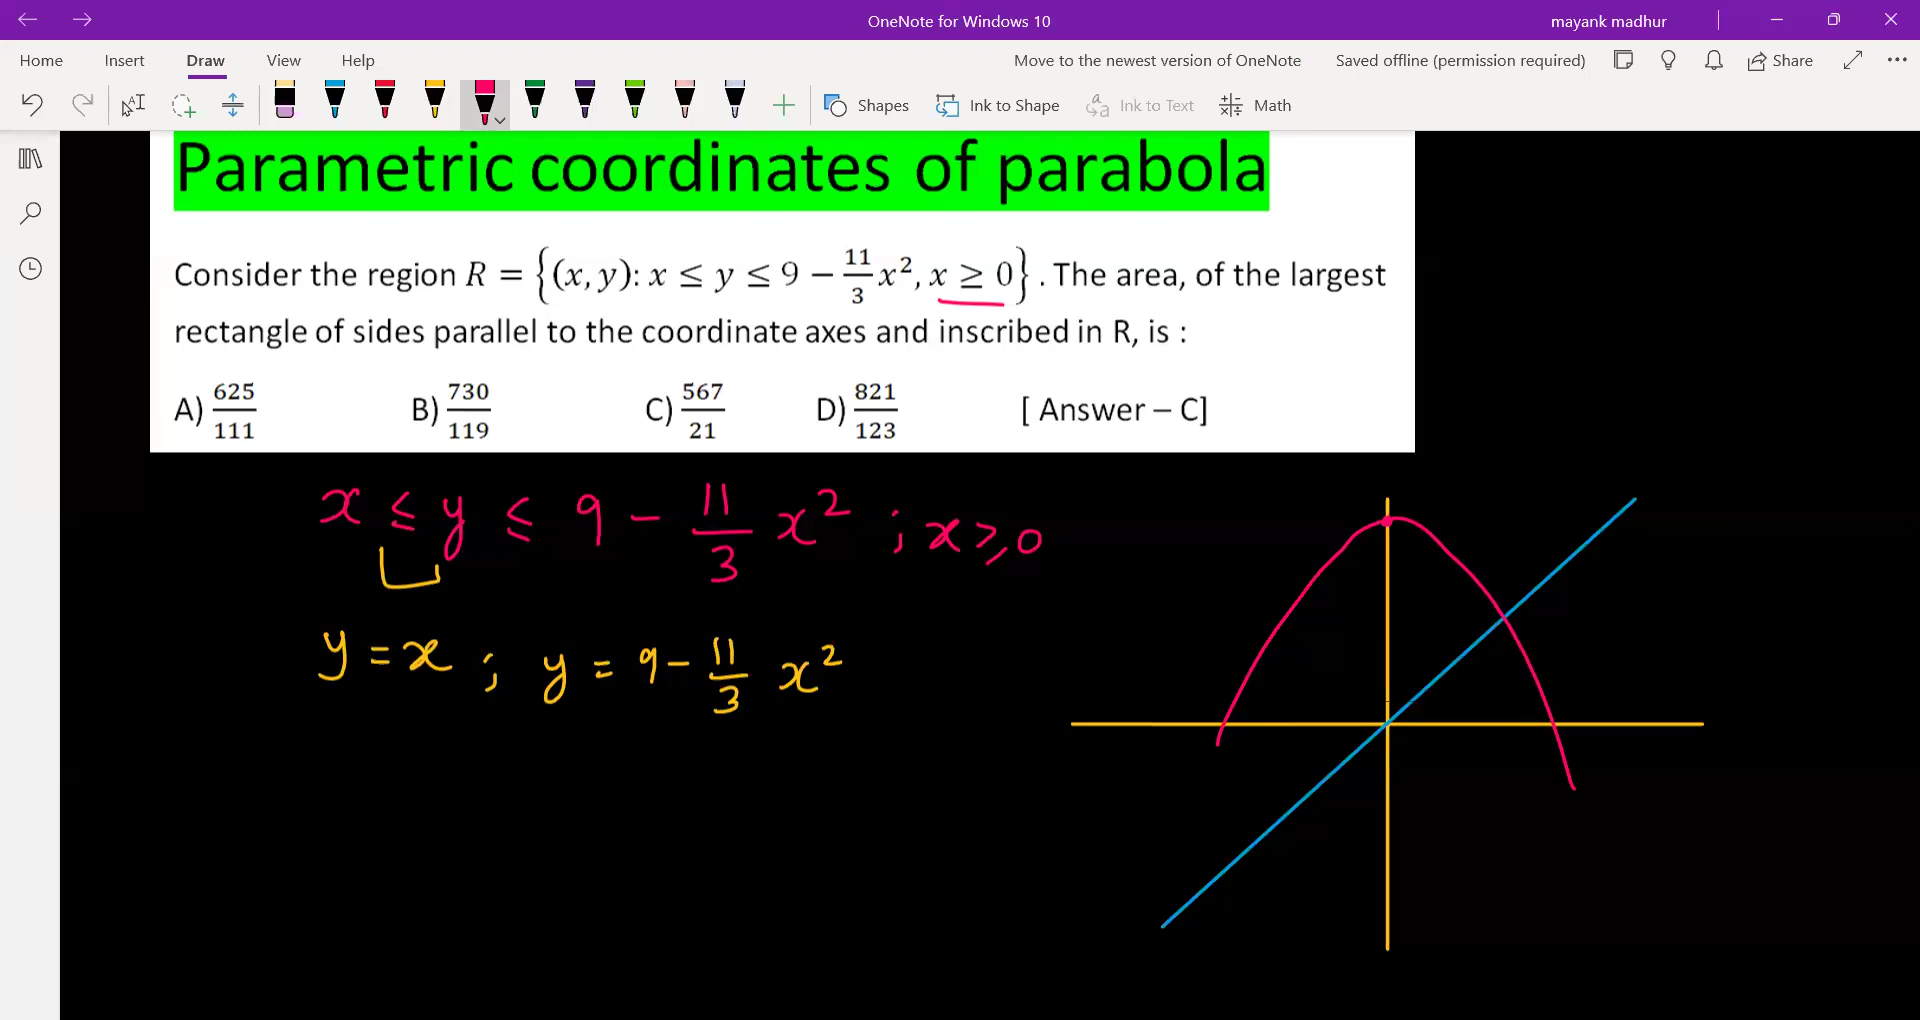 OneNote for Windows 10
mayank madhur
Home Insert Draw View Help
Move to the newest version of OneNote
Saved offline (permission required)
Share
Shapes
Ink to Shape
Ink to Text
Math
Parametric coordinates of parabola
Consider the region R = {(x, y): x ≤ y ≤ 9 − 11/3 x², x ≥ 0} . The area, of the largest
rectangle of sides parallel to the coordinate axes and inscribed in R, is :
A) 625/111 B) 730/119 C) 567/21 D) 821/123 [ Answer – C]
x ≤ y ≤ 9 − 11/3 x² ; x ≥ 0
y = x ; y = 9 − 11/3 x²